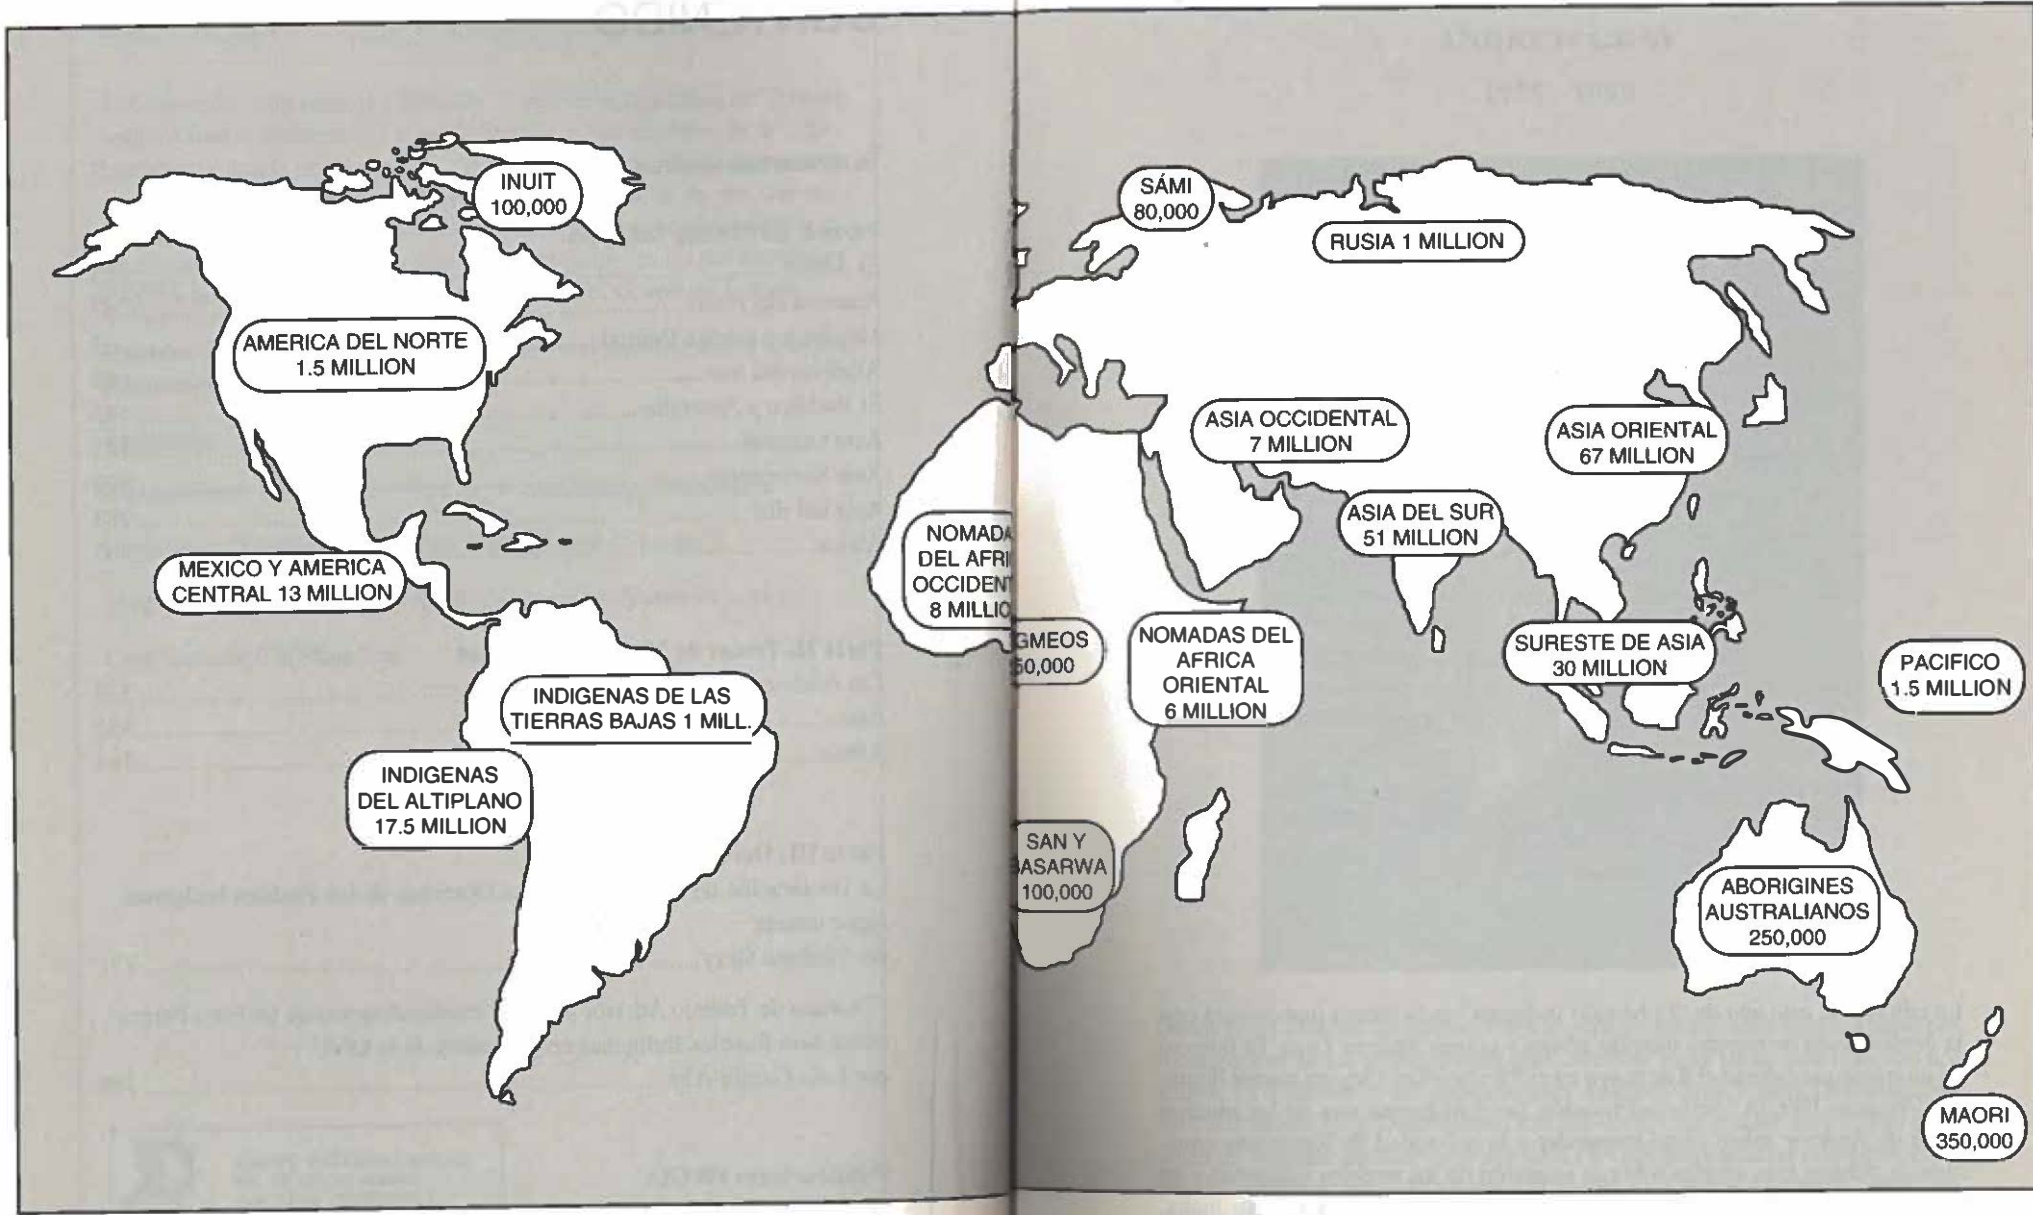 INUIT
100,000
SÁMI
80,000
RUSIA 1 MILLION
AMERICA DEL NORTE
1.5 MILLION
ASIA OCCIDENTAL
7 MILLION
ASIA ORIENTAL
67 MILLION
ASIA DEL SUR
51 MILLION
NOMADA
DEL AFRI
OCCIDENT
8 MILLIO
MEXICO Y AMERICA
CENTRAL 13 MILLION
GMEOS
50,000
NOMADAS DEL
AFRICA
ORIENTAL
6 MILLION
SURESTE DE ASIA
30 MILLION
PACIFICO
1.5 MILLION
INDIGENAS DE LAS
TIERRAS BAJAS 1 MILL.
INDIGENAS
DEL ALTIPLANO
17.5 MILLION
SAN Y
BASARWA
100,000
ABORIGINES
AUSTRALIANOS
250,000
MAORI
350,000